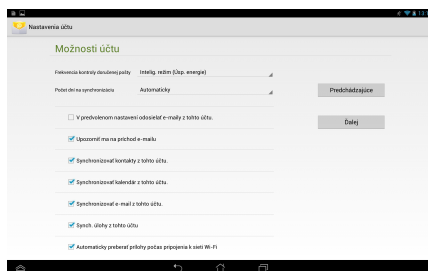 Nastavenia účtu
Možnosti účtu
Frekvencia kontroly doručenej pošty Intelig. režim (Úsp. energie)
Počet dní na synchronizáciu Automaticky
Predchádzajúce
V predvolenom nastavení odosielať e-maily z tohto účtu.
Ďalej
Upozorniť ma na príchod e-mailu
Synchronizovať kontakty z tohto účtu.
Synchronizovať kalendár z tohto účtu.
Synchronizovať e-mail z tohto účtu.
Synch. úlohy z tohto účtu
Automaticky preberať prílohy počas pripojenia k sieti Wi-Fi